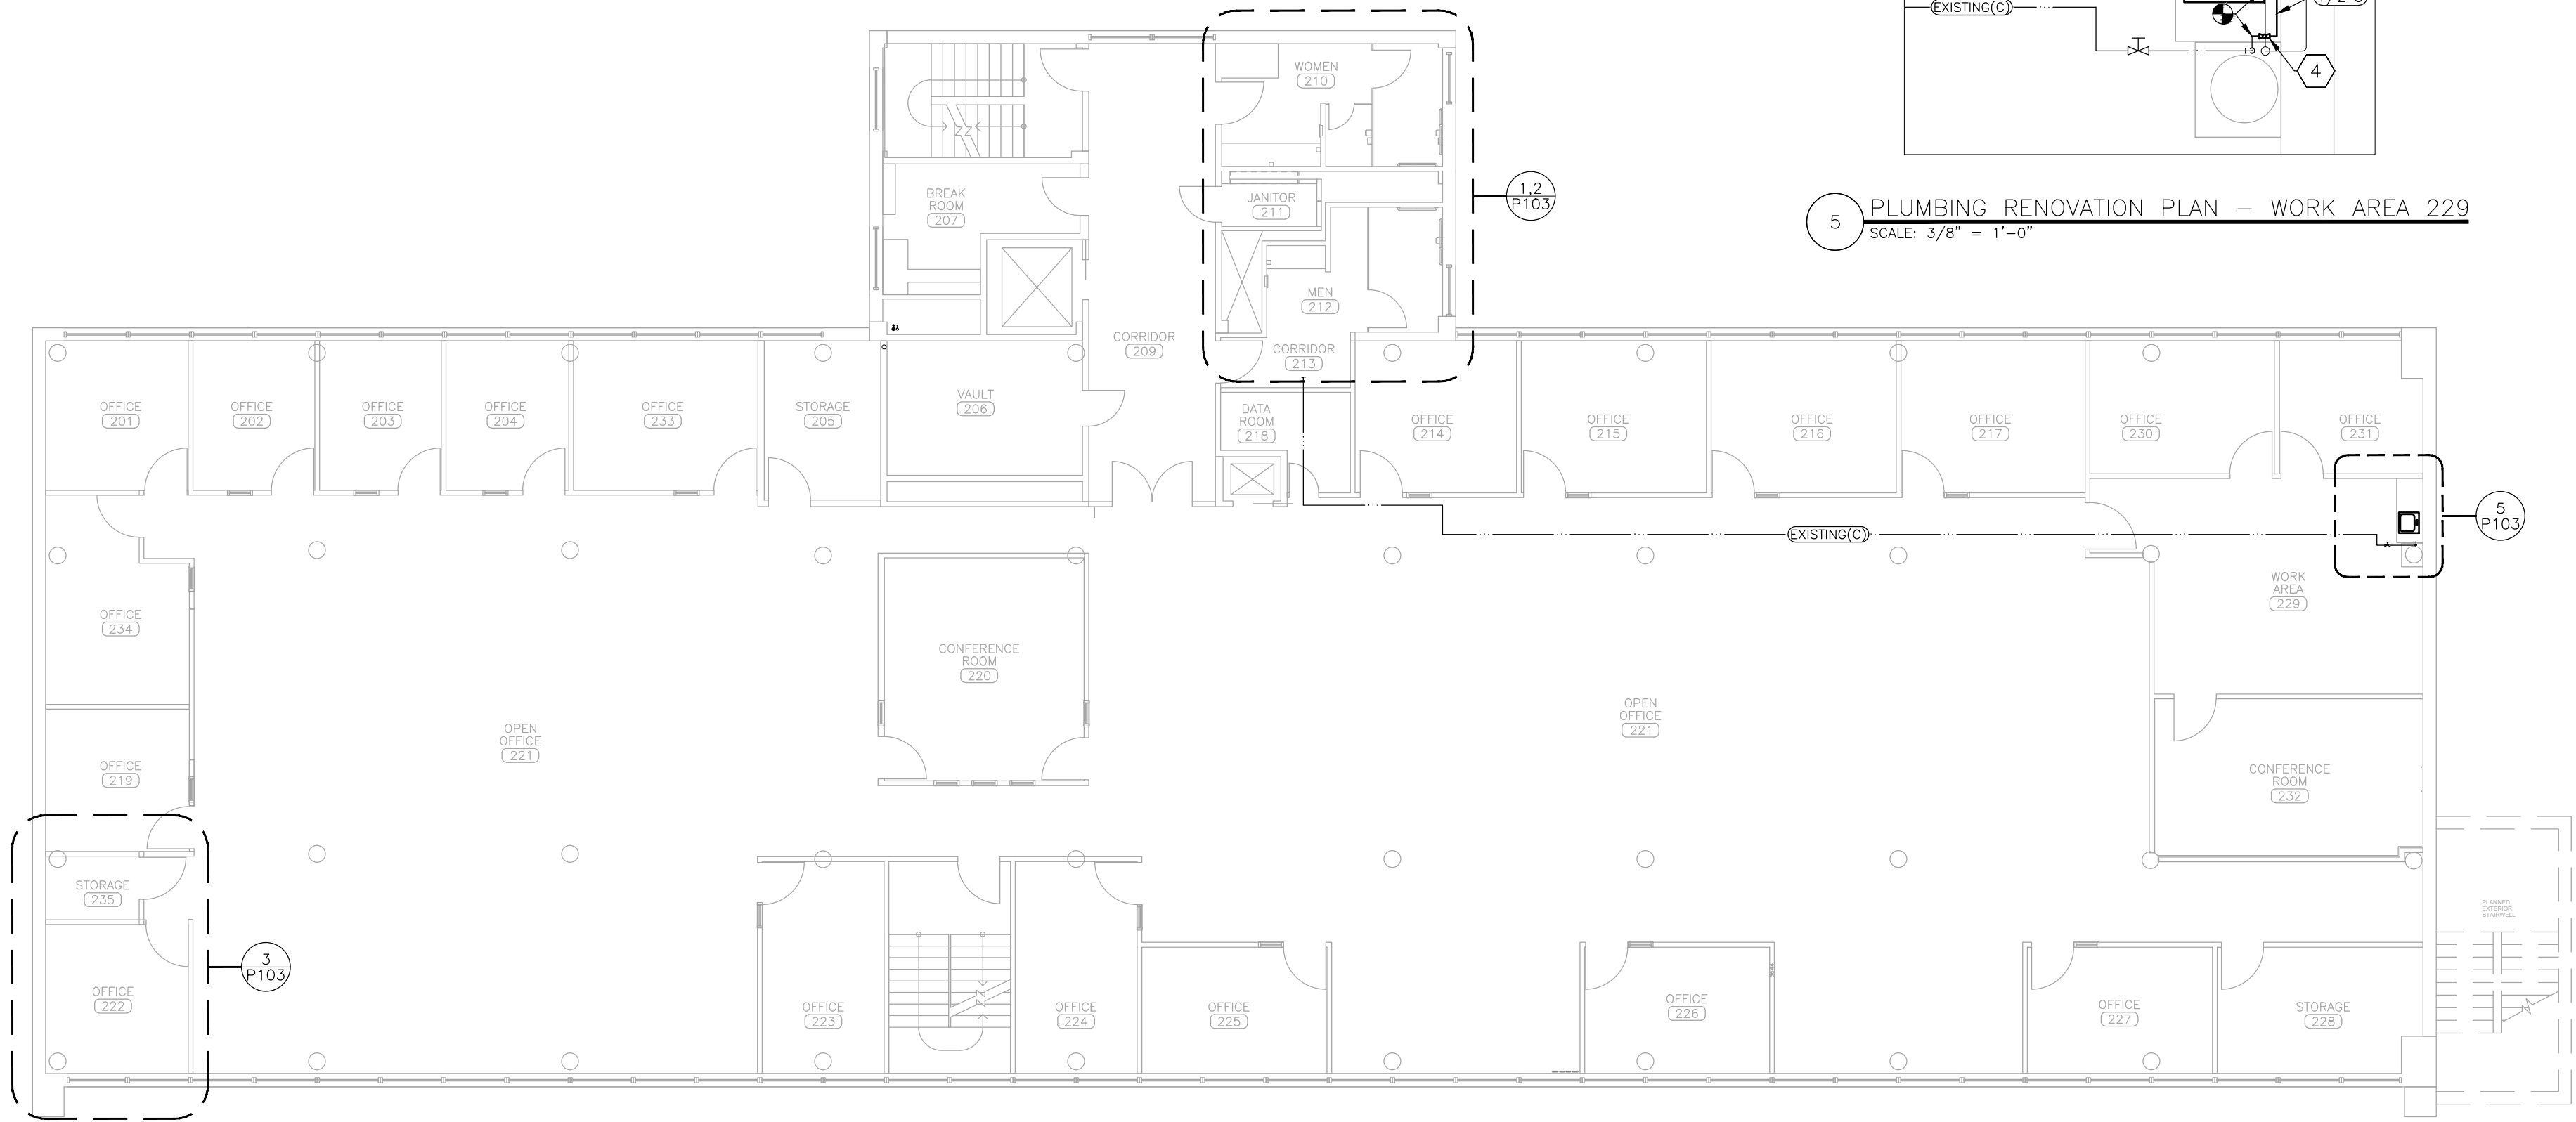 EXISTING(C)
4
5
PLUMBING RENOVATION PLAN – WORK AREA 229
SCALE: 3/8" = 1'-0"
WOMEN
210
BREAK
ROOM
207
JANITOR
211
1,2
P103
MEN
212
CORRIDOR
209
CORRIDOR
213
OFFICE
201
OFFICE
202
OFFICE
203
OFFICE
204
OFFICE
233
STORAGE
205
VAULT
206
DATA
ROOM
218
OFFICE
214
OFFICE
215
OFFICE
216
OFFICE
217
OFFICE
230
OFFICE
231
EXISTING(C)
5
P103
OFFICE
234
WORK
AREA
229
CONFERENCE
ROOM
220
OPEN
OFFICE
221
OPEN
OFFICE
221
OFFICE
219
CONFERENCE
ROOM
232
STORAGE
235
PLANNED
EXTERIOR
STAIRWELL
3
P103
OFFICE
222
OFFICE
223
OFFICE
224
OFFICE
225
OFFICE
226
OFFICE
227
STORAGE
228